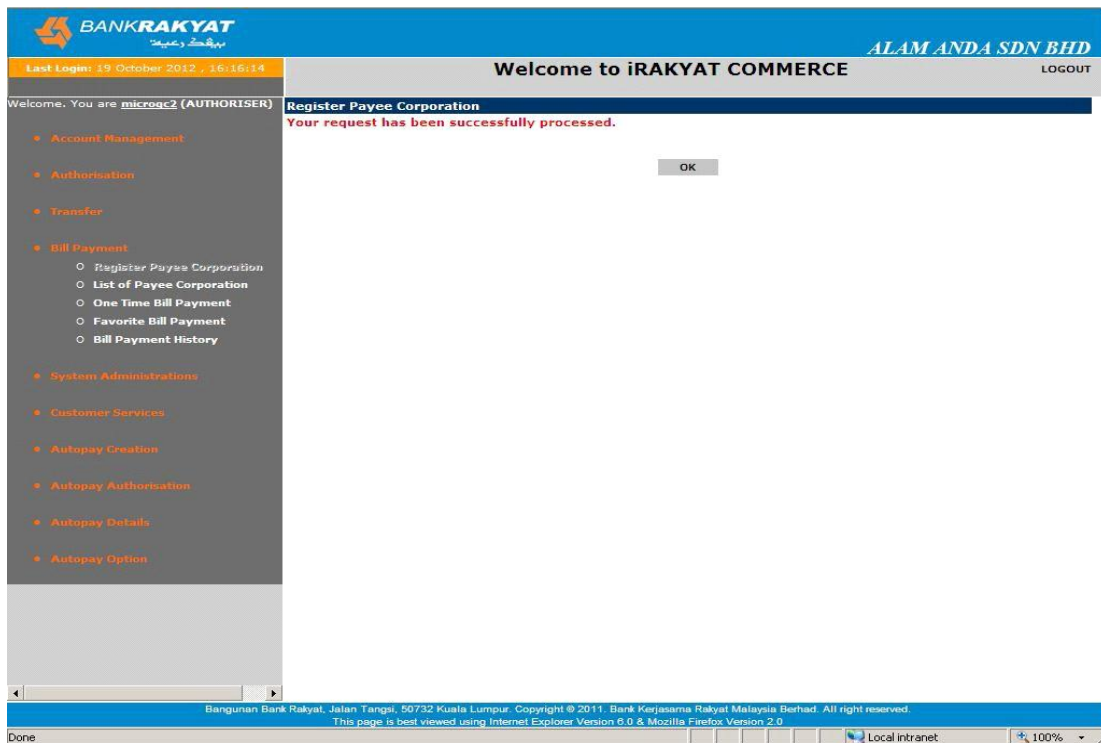 BANKRAKYAT
بيڤڪ رعيت
ALAM ANDA SDN BHD
Last Login: 19 October 2012 , 16:16:14
Welcome to iRAKYAT COMMERCE
LOGOUT
Welcome. You are microqc2 (AUTHORISER)
Register Payee Corporation
Your request has been successfully processed.
OK
Account Management
Authorisation
Transfer
Bill Payment
Register Payee Corporation
List of Payee Corporation
One Time Bill Payment
Favorite Bill Payment
Bill Payment History
System Administrations
Customer Services
Autopay Creation
Autopay Authorisation
Autopay Details
Autopay Option
Bangunan Bank Rakyat, Jalan Tangsi, 50732 Kuala Lumpur. Copyright © 2011. Bank Kerjasama Rakyat Malaysia Berhad. All right reserved.
This page is best viewed using Internet Explorer Version 6.0 & Mozilla Firefox Version 2.0
Done
Local intranet
100%